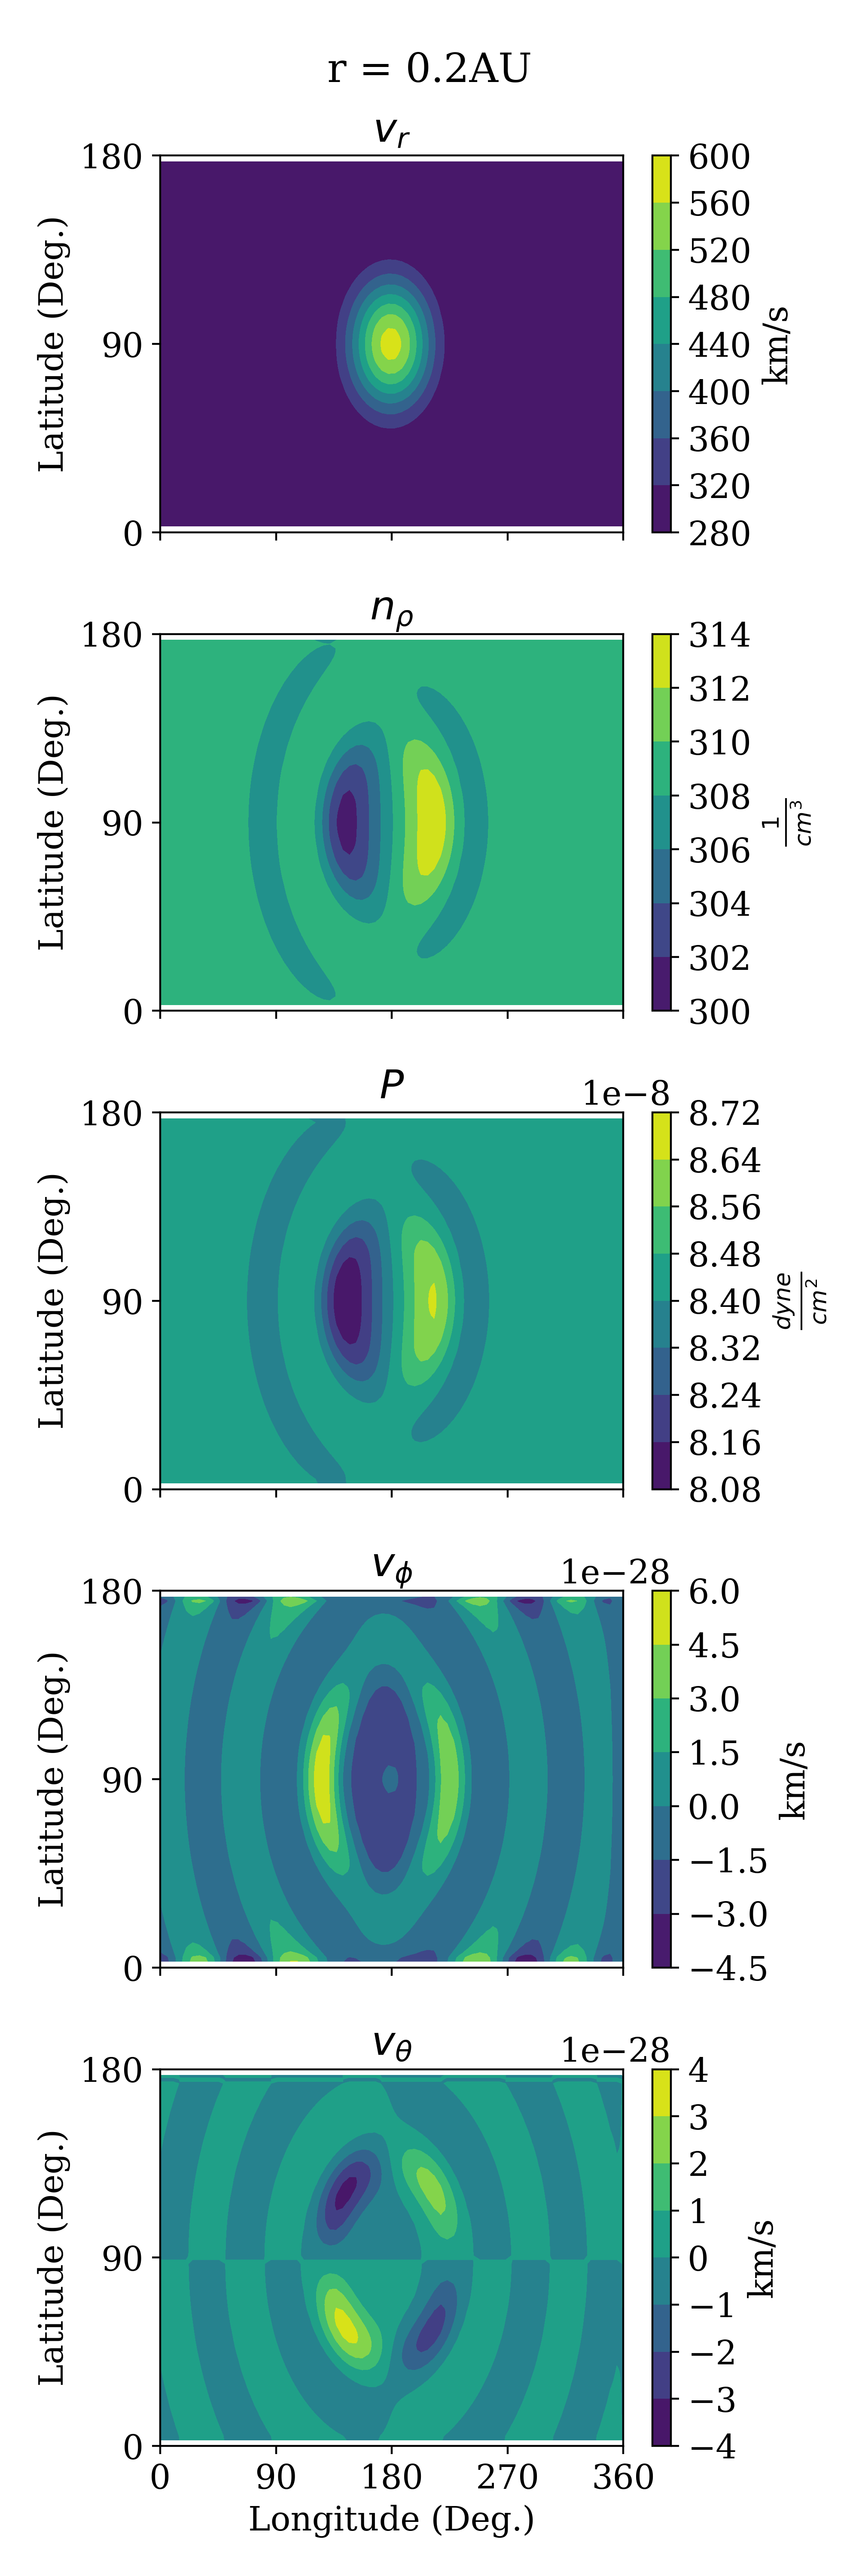 r = 0.2AU
v_r
180
90
0
Latitude (Deg.)
600
560
520
480
440
400
360
320
280
km/s
n_ρ
180
90
0
Latitude (Deg.)
314
312
310
308
306
304
302
300
1/cm³
P
1e−8
180
90
0
Latitude (Deg.)
8.72
8.64
8.56
8.48
8.40
8.32
8.24
8.16
8.08
dyne/cm²
v_ϕ
1e−28
180
90
0
Latitude (Deg.)
6.0
4.5
3.0
1.5
0.0
−1.5
−3.0
−4.5
km/s
v_θ
1e−28
180
90
0
Latitude (Deg.)
4
3
2
1
0
−1
−2
−3
−4
km/s
0 90 180 270 360
Longitude (Deg.)